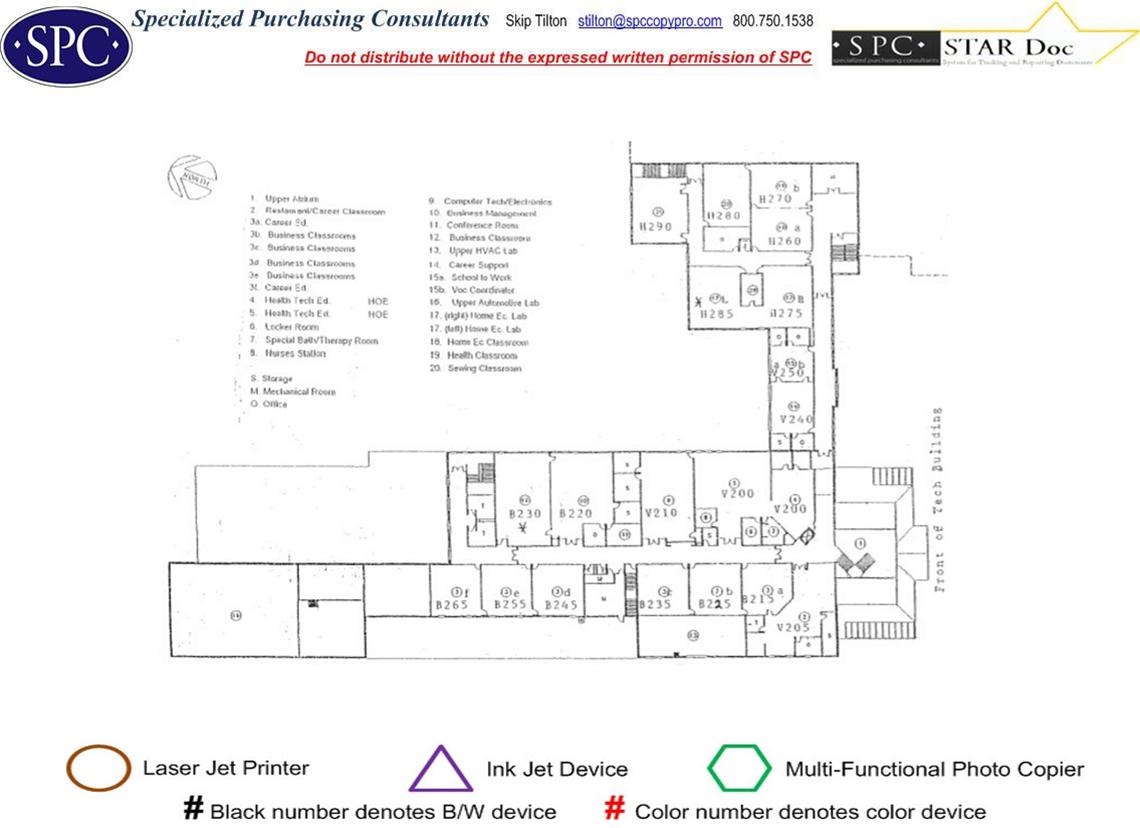 SPC
Specialized Purchasing Consultants Skip Tilton stilton@spccopypro.com 800.750.1538
Do not distribute without the expressed written permission of SPC
· SPC · STAR Doc
specialized purchasing consultants System for Tracking and Reporting Documents
NORTH
1. Upper Atrium
2. Restaurant/Career Classroom
3a. Career Ed.
3b. Business Classrooms
3c. Business Classrooms
3d. Business Classrooms
3e. Business Classrooms
3f. Career Ed.
4. Health Tech Ed. HOE
5. Health Tech Ed. HOE
6. Locker Room
7. Special Bath/Therapy Room
8. Nurses Station
S. Storage
M. Mechanical Room
O. Office
9. Computer Tech/Electronics
10. Business Management
11. Conference Room
12. Business Classroom
13. Upper HVAC Lab
14. Career Support
15a. School to Work
15b. Voc Coordinator
16. Upper Automotive Lab
17. (right) Home Ec. Lab
17. (left) Home Ec. Lab
18. Home Ec Classroom
19. Health Classroom
20. Sewing Classroom
H290
H280
b
H270
a
H260
H285
H275
a b
V250
V240
S O
B230
B220
V210
V200
V200
Front of Tech Building
3f
B265
3e
B255
3d
B245
B235
b
B225
a
B215
V205
Laser Jet Printer
Ink Jet Device
Multi-Functional Photo Copier
# Black number denotes B/W device
# Color number denotes color device